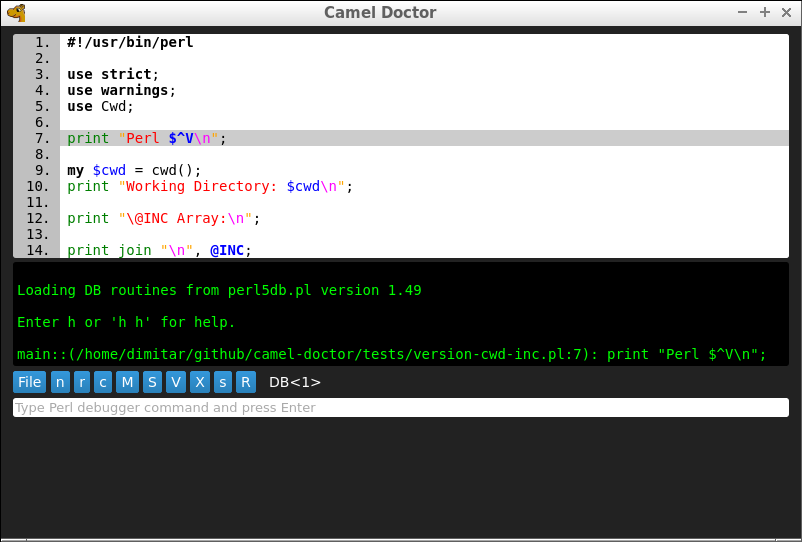 Camel Doctor
1. #!/usr/bin/perl
2.
3. use strict;
4. use warnings;
5. use Cwd;
6.
7. print "Perl $^V\n";
8.
9. my $cwd = cwd();
10. print "Working Directory: $cwd\n";
11.
12. print "\@INC Array:\n";
13.
14. print join "\n", @INC;
Loading DB routines from perl5db.pl version 1.49
Enter h or 'h h' for help.
main::(/home/dimitar/github/camel-doctor/tests/version-cwd-inc.pl:7): print "Perl $^V\n";
File n r c M S V X s R DB<1>
Type Perl debugger command and press Enter